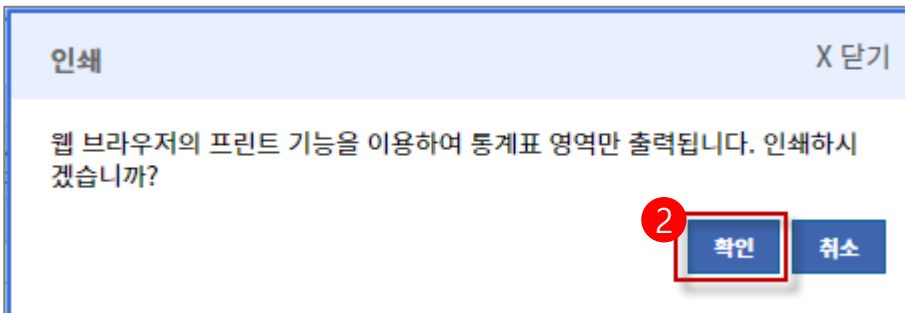 인쇄
X 닫기
웹 브라우저의 프린트 기능을 이용하여 통계표 영역만 출력됩니다. 인쇄하시
겠습니까?
2
확인
취소